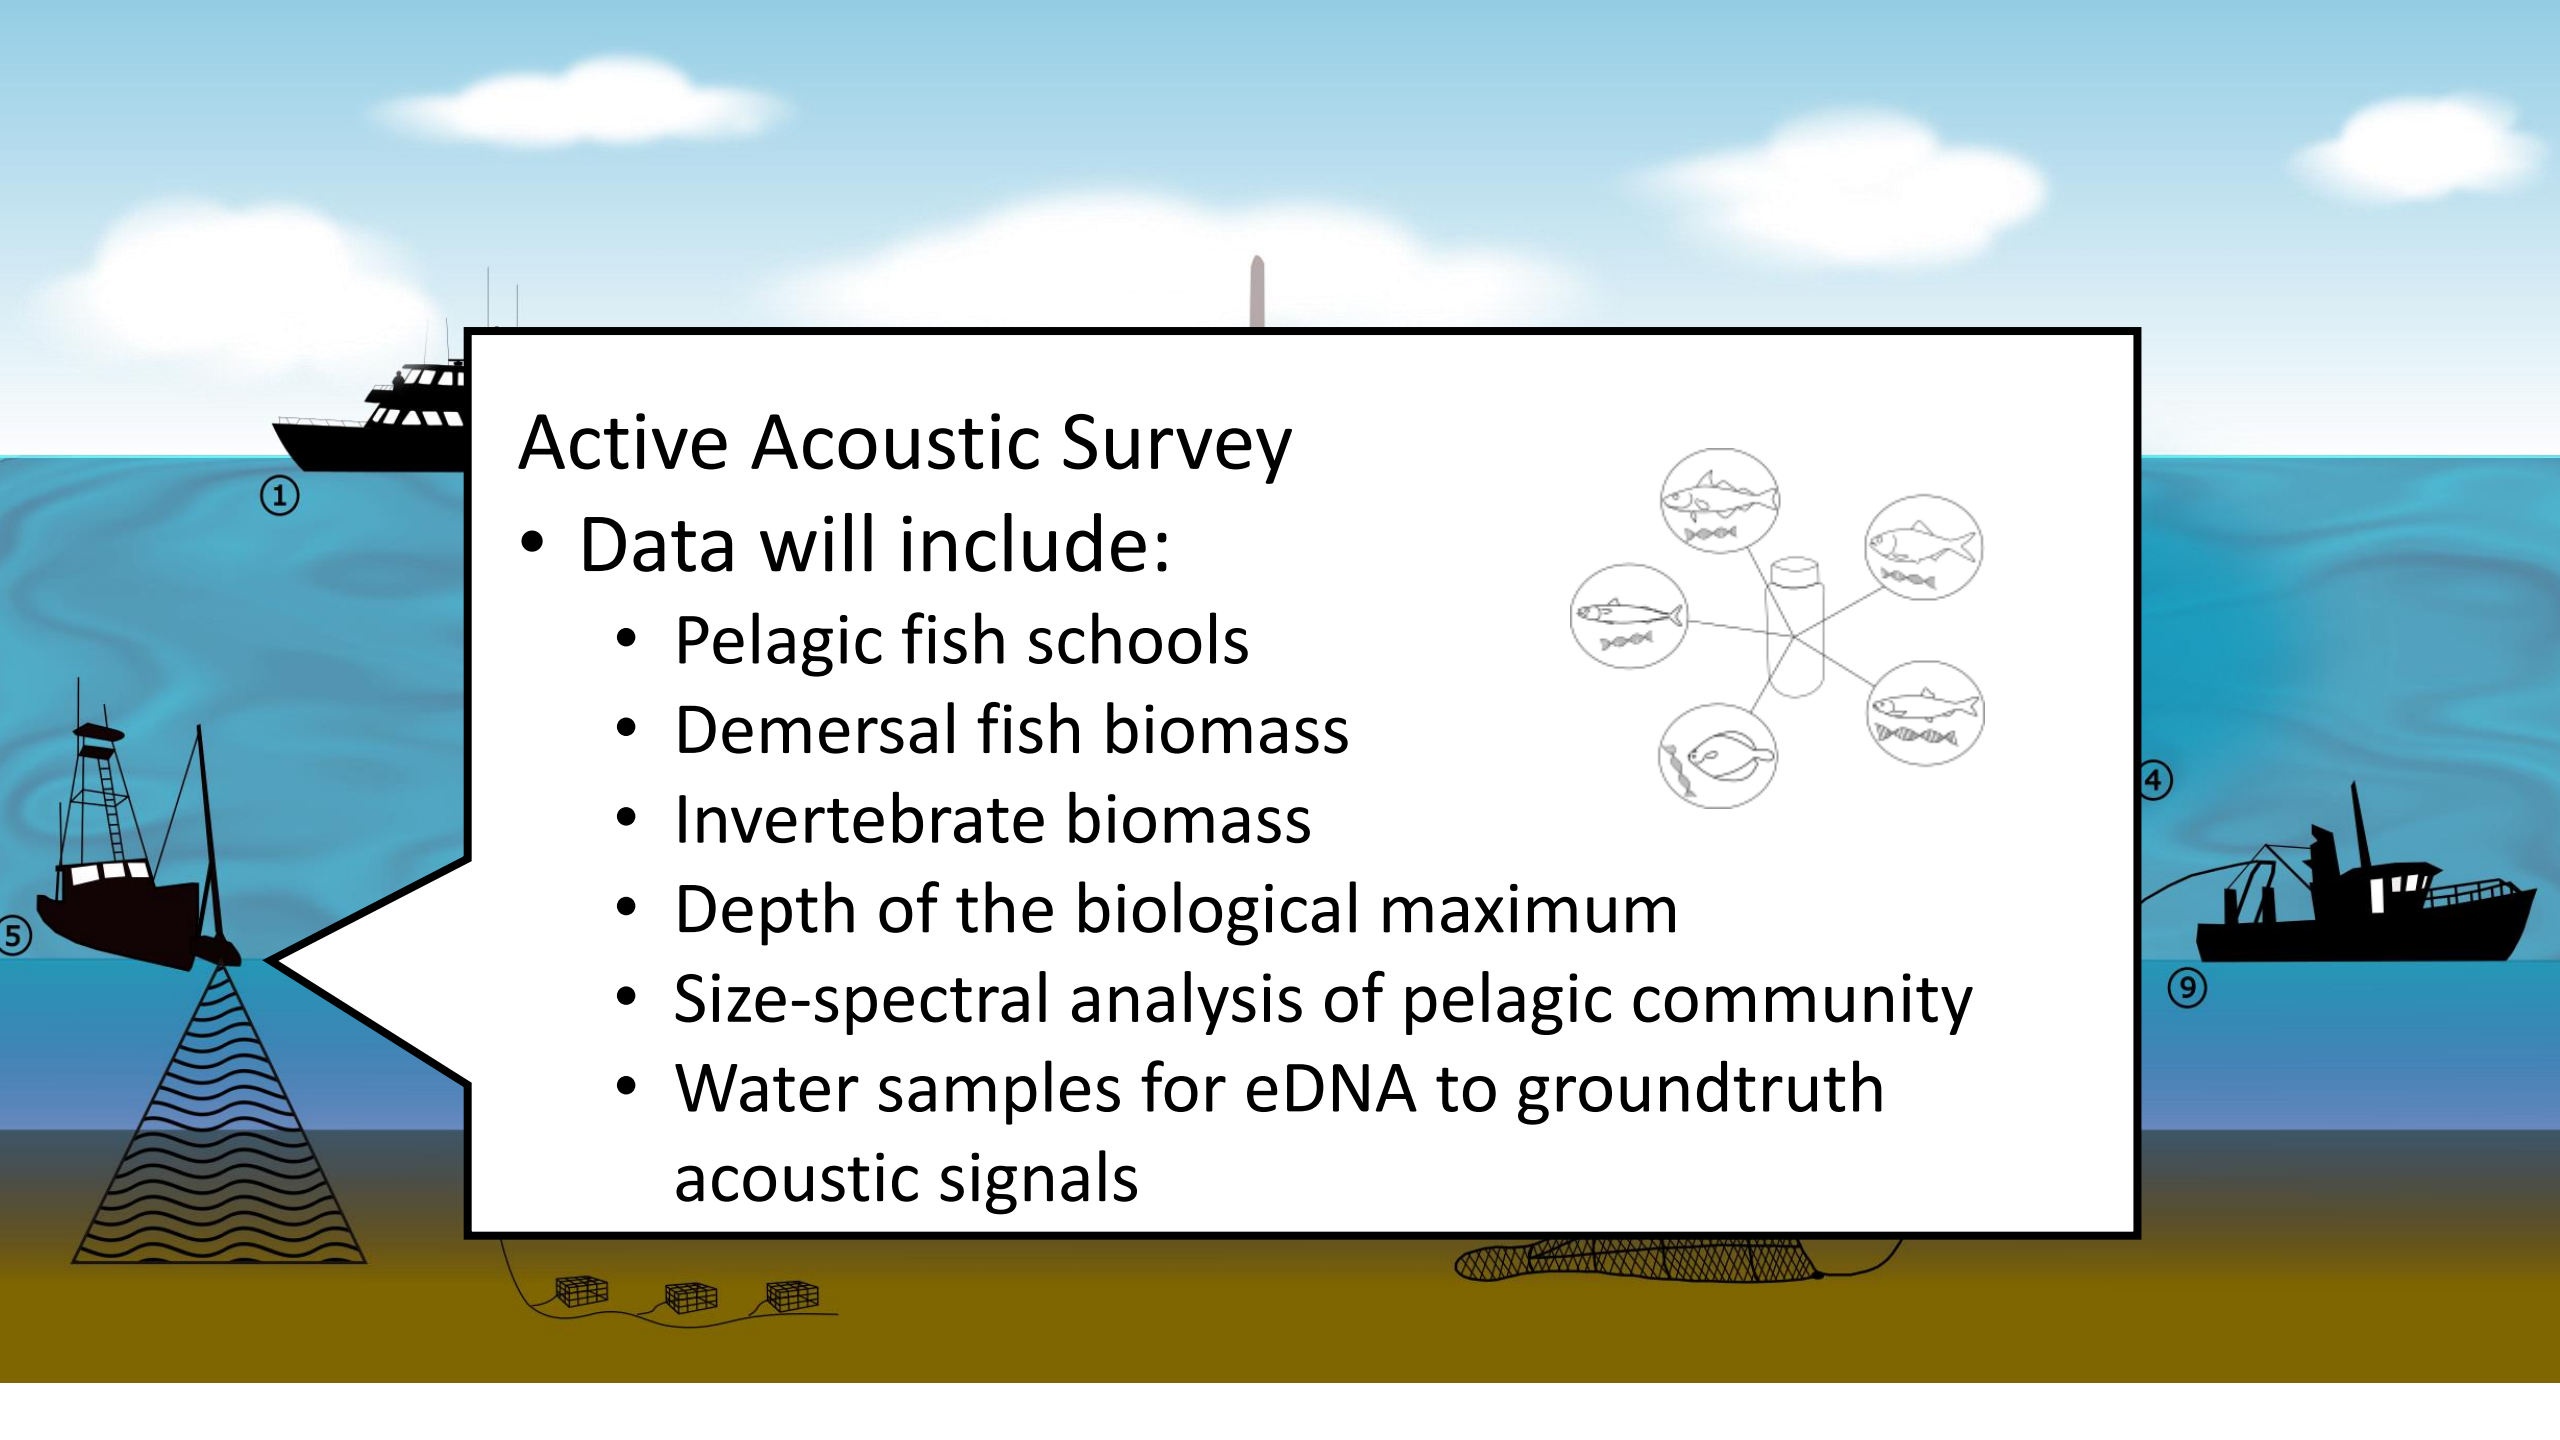 Active Acoustic Survey
• Data will include:
• Pelagic fish schools
• Demersal fish biomass
• Invertebrate biomass
• Depth of the biological maximum
• Size-spectral analysis of pelagic community
• Water samples for eDNA to groundtruth
acoustic signals
1
4
5
9